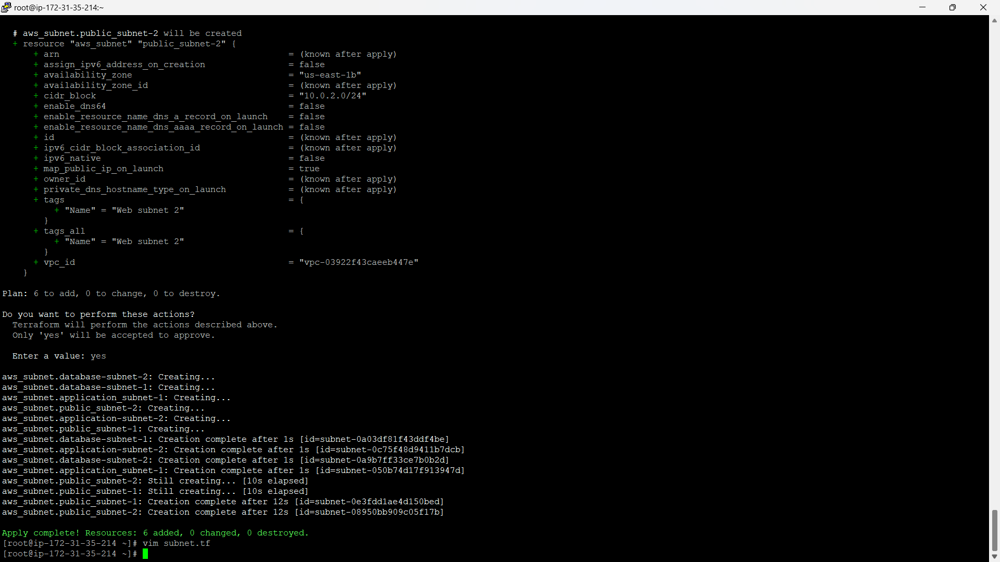 root@ip-172-31-35-214:~
  # aws_subnet.public_subnet-2 will be created
  + resource "aws_subnet" "public_subnet-2" {
      + arn                                            = (known after apply)
      + assign_ipv6_address_on_creation                = false
      + availability_zone                              = "us-east-1b"
      + availability_zone_id                           = (known after apply)
      + cidr_block                                     = "10.0.2.0/24"
      + enable_dns64                                   = false
      + enable_resource_name_dns_a_record_on_launch    = false
      + enable_resource_name_dns_aaaa_record_on_launch = false
      + id                                             = (known after apply)
      + ipv6_cidr_block_association_id                 = (known after apply)
      + ipv6_native                                    = false
      + map_public_ip_on_launch                        = true
      + owner_id                                       = (known after apply)
      + private_dns_hostname_type_on_launch            = (known after apply)
      + tags                                           = {
          + "Name" = "Web subnet 2"
        }
      + tags_all                                       = {
          + "Name" = "Web subnet 2"
        }
      + vpc_id                                         = "vpc-03922f43caeeb447e"
    }
Plan: 6 to add, 0 to change, 0 to destroy.
Do you want to perform these actions?
  Terraform will perform the actions described above.
  Only 'yes' will be accepted to approve.
  Enter a value: yes
aws_subnet.database-subnet-2: Creating...
aws_subnet.database-subnet-1: Creating...
aws_subnet.application_subnet-1: Creating...
aws_subnet.public_subnet-2: Creating...
aws_subnet.application-subnet-2: Creating...
aws_subnet.public_subnet-1: Creating...
aws_subnet.database-subnet-1: Creation complete after 1s [id=subnet-0a03df81f43ddf4be]
aws_subnet.application-subnet-2: Creation complete after 1s [id=subnet-0c75f48d9411b7dcb]
aws_subnet.database-subnet-2: Creation complete after 1s [id=subnet-0a9b7ff33ce7b0b2d]
aws_subnet.application_subnet-1: Creation complete after 1s [id=subnet-050b74d17f913947d]
aws_subnet.public_subnet-2: Still creating... [10s elapsed]
aws_subnet.public_subnet-1: Still creating... [10s elapsed]
aws_subnet.public_subnet-1: Creation complete after 12s [id=subnet-0e3fdd1ae4d150bed]
aws_subnet.public_subnet-2: Creation complete after 12s [id=subnet-08950bb909c05f17b]
Apply complete! Resources: 6 added, 0 changed, 0 destroyed.
[root@ip-172-31-35-214 ~]# vim subnet.tf
[root@ip-172-31-35-214 ~]#